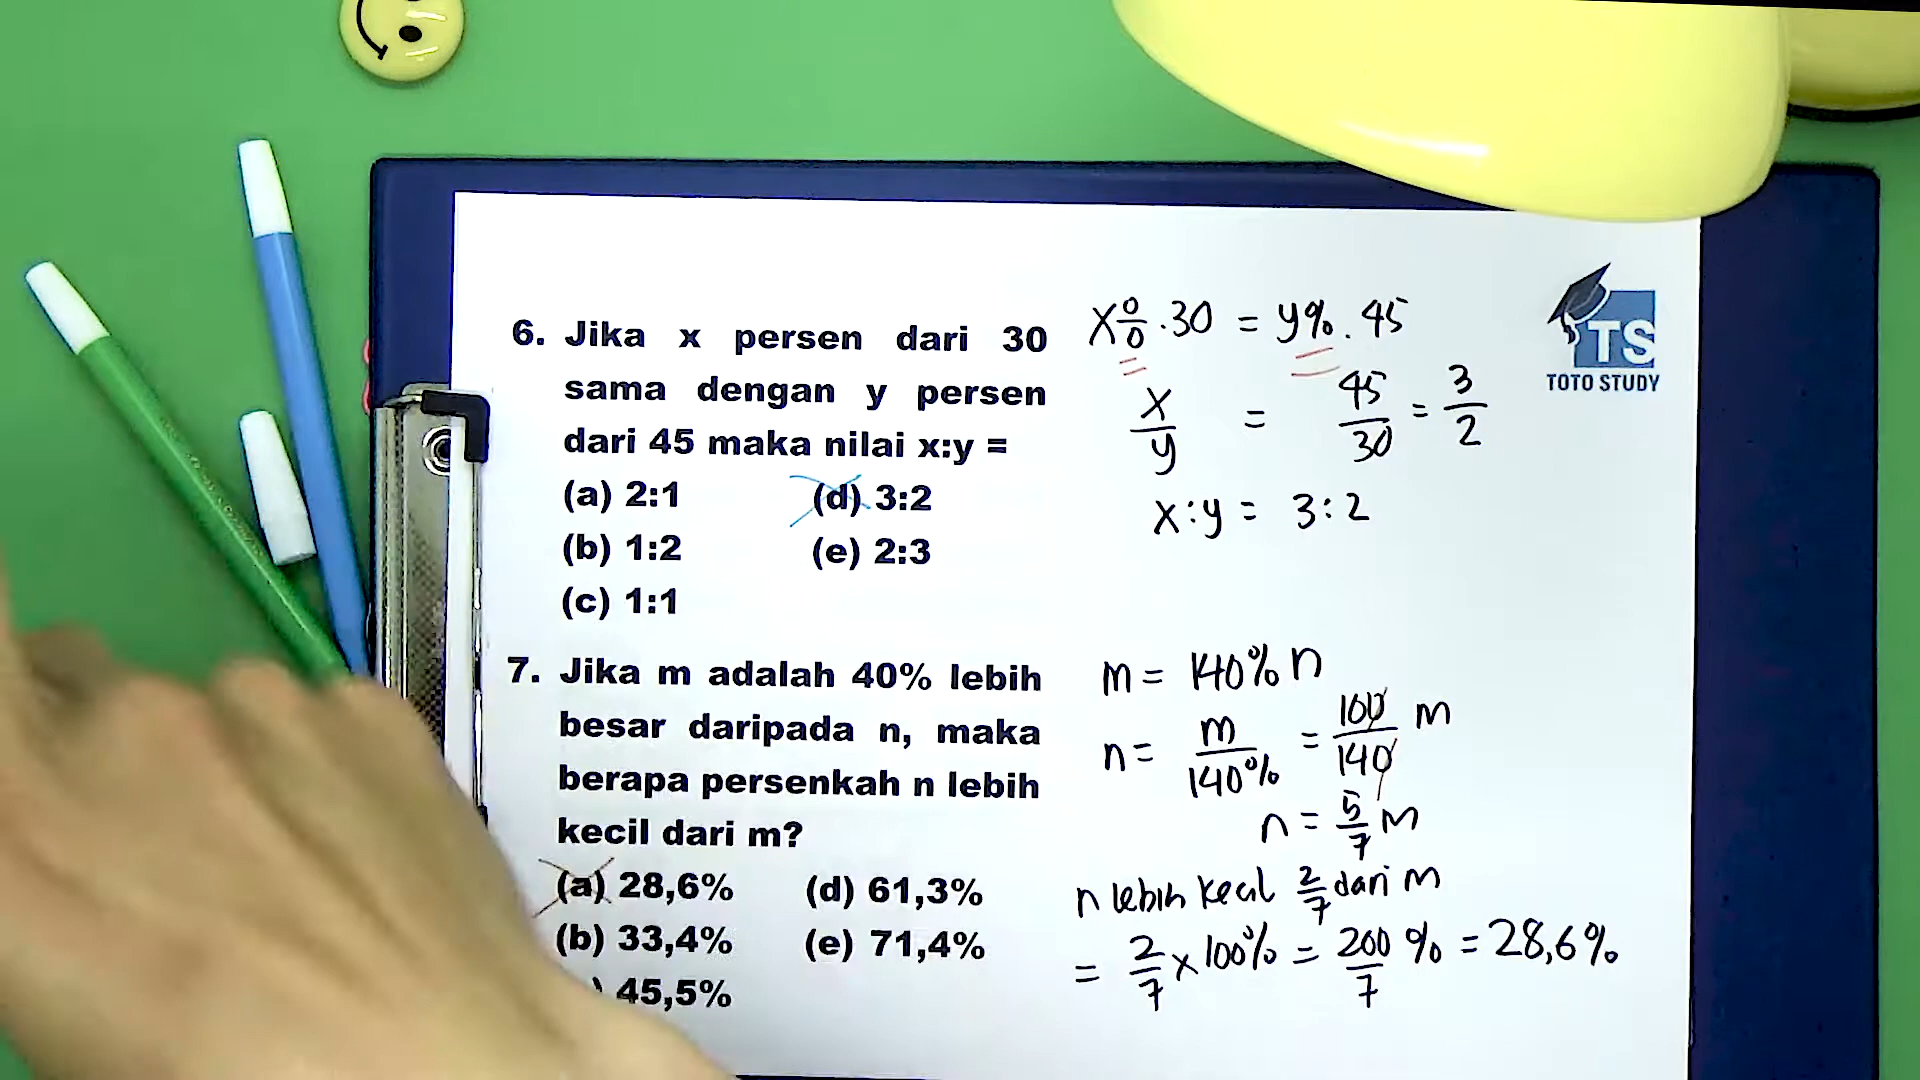 6. Jika x persen dari 30
sama dengan y persen
dari 45 maka nilai x:y =
(a) 2:1 (d) 3:2
(b) 1:2 (e) 2:3
(c) 1:1
x% . 30 = y% . 45
x/y = 45/30 = 3/2
x:y = 3:2
TS
TOTO STUDY
7. Jika m adalah 40% lebih
besar daripada n, maka
berapa persenkah n lebih
kecil dari m?
(a) 28,6% (d) 61,3%
(b) 33,4% (e) 71,4%
) 45,5%
m = 140% n
n = m/140% = 100/140 m
n = 5/7 m
n lebih kecil 2/7 dari m
= 2/7 x 100% = 200/7 % = 28,6%